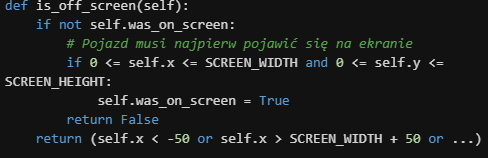 def is_off_screen(self):
    if not self.was_on_screen:
        # Pojazd musi najpierw pojawić się na ekranie
        if 0 <= self.x <= SCREEN_WIDTH and 0 <= self.y <=
SCREEN_HEIGHT:
            self.was_on_screen = True
        return False
    return (self.x < -50 or self.x > SCREEN_WIDTH + 50 or ...)